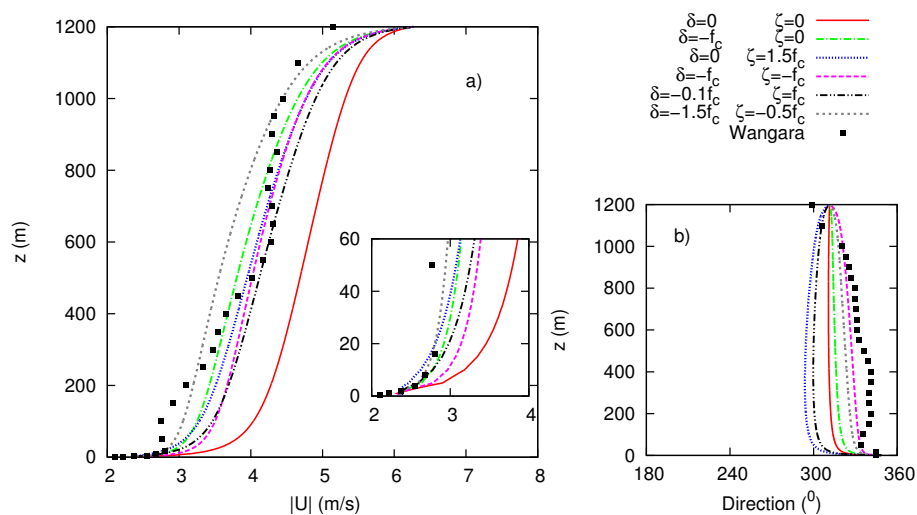 δ=0 ζ=0
δ=−f_c ζ=0
δ=0 ζ=1.5f_c
δ=−f_c ζ=−f_c
δ=−0.1f_c ζ=f_c
δ=−1.5f_c ζ=−0.5f_c
Wangara
a)
z (m)
1200
1000
800
600
400
200
0
2 3 4 5 6 7 8
|U| (m/s)
60
40
20
0
2 3 4
b)
z (m)
1200
1000
800
600
400
200
0
180 240 300 360
Direction (⁰)